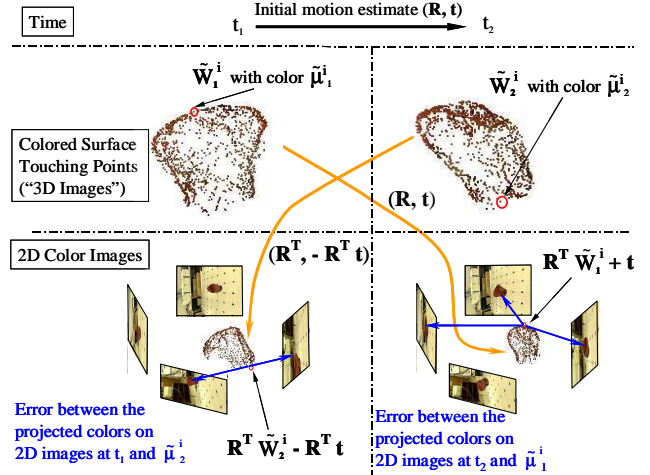 Time
Initial motion estimate (R, t)
t₁
t₂
W̃₁ⁱ with color μ̃₁ⁱ
W̃₂ⁱ with color μ̃₂ⁱ
Colored Surface
Touching Points
(“3D Images”)
(R, t)
2D Color Images
(Rᵀ, - Rᵀ t)
Rᵀ W̃₁ⁱ + t
Rᵀ W̃₂ⁱ - Rᵀ t
Error between the
projected colors on
2D images at t₁ and μ̃₂ⁱ
Error between the
projected colors on
2D images at t₂ and μ̃₁ⁱ